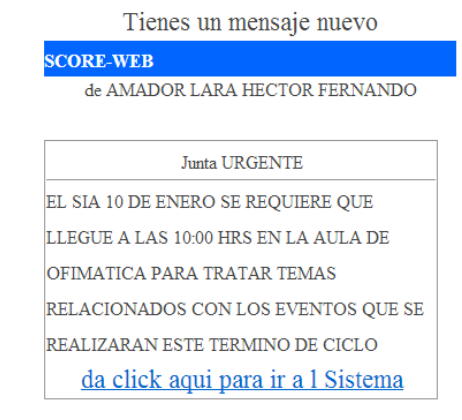 Tienes un mensaje nuevo
SCORE-WEB
de AMADOR LARA HECTOR FERNANDO
Junta URGENTE
EL SIA 10 DE ENERO SE REQUIERE QUE
LLEGUE A LAS 10:00 HRS EN LA AULA DE
OFIMATICA PARA TRATAR TEMAS
RELACIONADOS CON LOS EVENTOS QUE SE
REALIZARAN ESTE TERMINO DE CICLO
da click aqui para ir a l Sistema